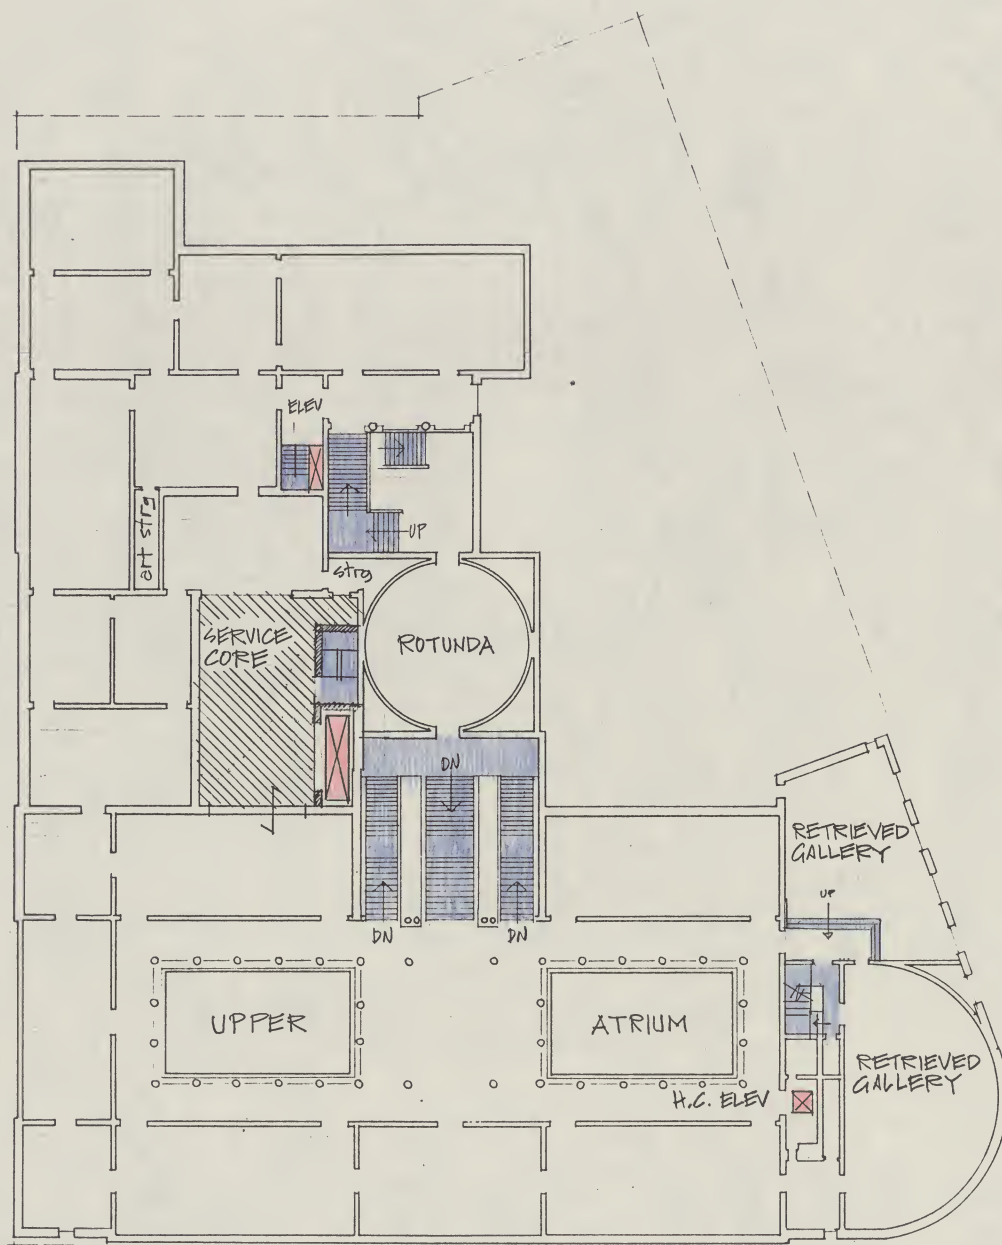 ELEV
UP
art strg
strg
SERVICE
CORE
ROTUNDA
DN
RETRIEVED
GALLERY
UP
DN
DN
UPPER
ATRIUM
RETRIEVED
GALLERY
H.C. ELEV